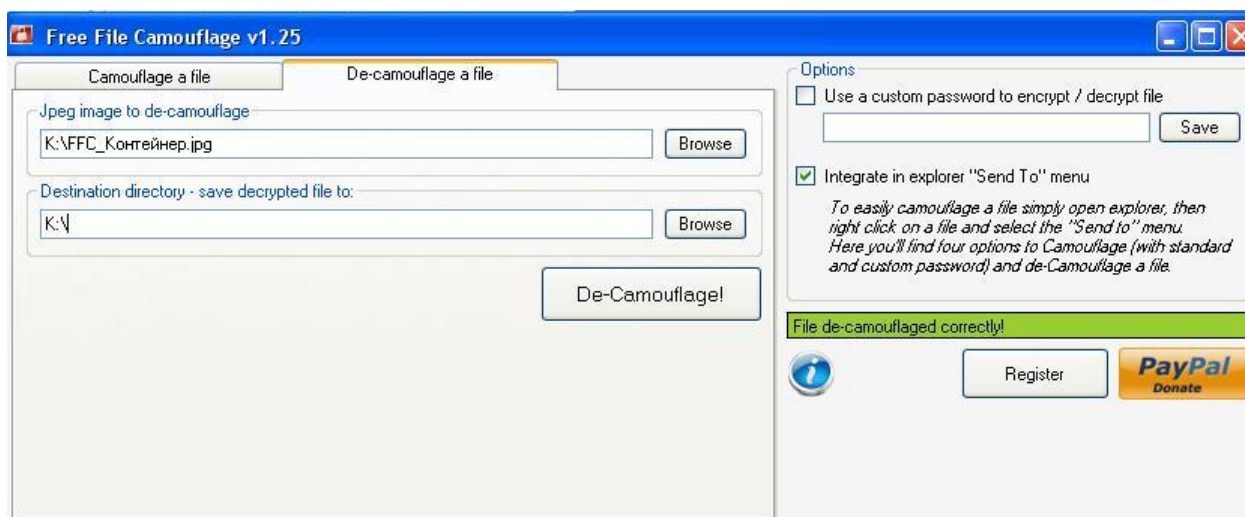 Free File Camouflage v1.25
Camouflage a file
De-camouflage a file
Jpeg image to de-camouflage
K:\FFC_Контейнер.jpg
Browse
Destination directory - save decrypted file to:
K:\
Browse
De-Camouflage!
Options
Use a custom password to encrypt / decrypt file
Save
Integrate in explorer "Send To" menu
To easily camouflage a file simply open explorer, then
right click on a file and select the "Send to" menu.
Here you'll find four options to Camouflage (with standard
and custom password) and de-Camouflage a file.
File de-camouflaged correctly!
Register
PayPal
Donate